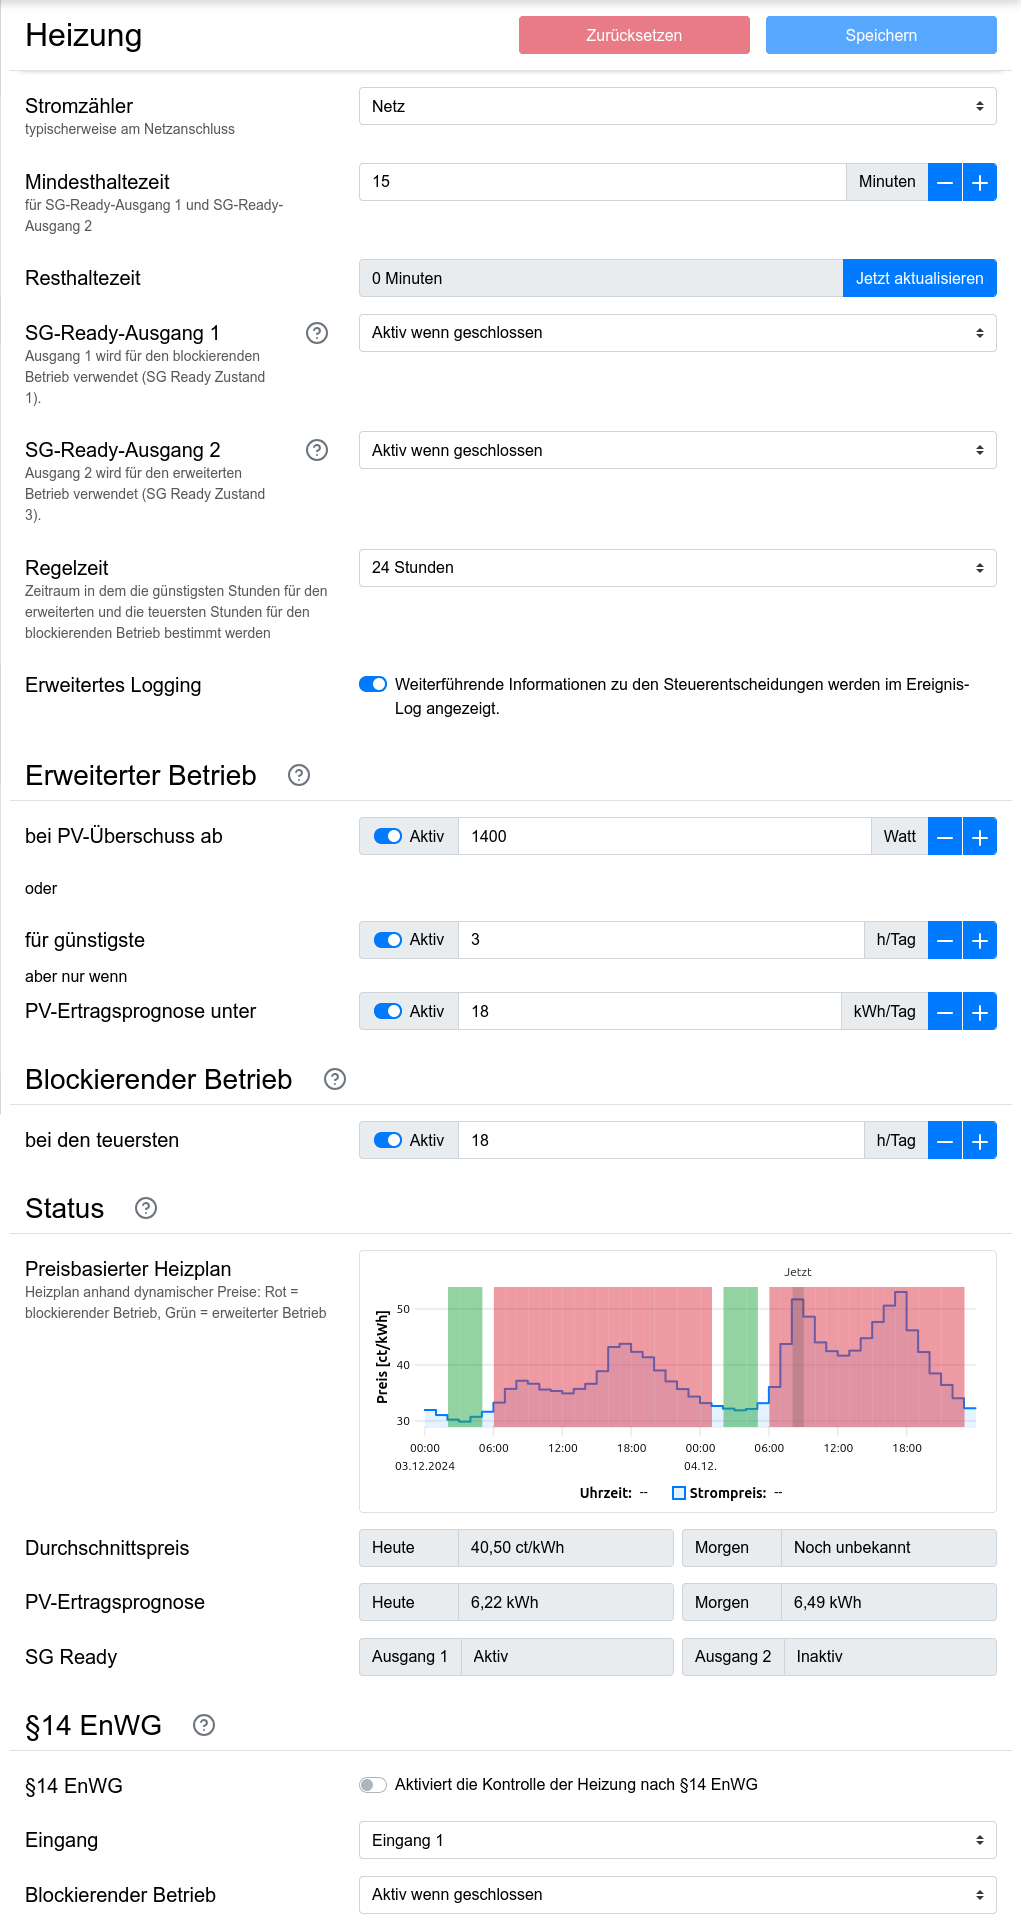 Heizung
Zurücksetzen
Speichern
Stromzähler
Netz
typischerweise am Netzanschluss
Mindesthaltezeit
15
Minuten
für SG-Ready-Ausgang 1 und SG-Ready-
Ausgang 2
Resthaltezeit
0 Minuten
Jetzt aktualisieren
SG-Ready-Ausgang 1
Aktiv wenn geschlossen
Ausgang 1 wird für den blockierenden
Betrieb verwendet (SG Ready Zustand
1).
SG-Ready-Ausgang 2
Aktiv wenn geschlossen
Ausgang 2 wird für den erweiterten
Betrieb verwendet (SG Ready Zustand
3).
Regelzeit
24 Stunden
Zeitraum in dem die günstigsten Stunden für den
erweiterten und die teuersten Stunden für den
blockierenden Betrieb bestimmt werden
Erweitertes Logging
Weiterführende Informationen zu den Steuerentscheidungen werden im Ereignis-
Log angezeigt.
Erweiterter Betrieb
bei PV-Überschuss ab
Aktiv
1400
Watt
oder
für günstigste
Aktiv
3
h/Tag
aber nur wenn
PV-Ertragsprognose unter
Aktiv
18
kWh/Tag
Blockierender Betrieb
bei den teuersten
Aktiv
18
h/Tag
Status
Preisbasierter Heizplan
Heizplan anhand dynamischer Preise: Rot =
blockierender Betrieb, Grün = erweiterter Betrieb
Jetzt
Preis [ct/kWh]
50
40
30
00:00 06:00 12:00 18:00 00:00 06:00 12:00 18:00
03.12.2024 04.12.
Uhrzeit: -- Strompreis: --
Durchschnittspreis
Heute
40,50 ct/kWh
Morgen
Noch unbekannt
PV-Ertragsprognose
Heute
6,22 kWh
Morgen
6,49 kWh
SG Ready
Ausgang 1
Aktiv
Ausgang 2
Inaktiv
§14 EnWG
§14 EnWG
Aktiviert die Kontrolle der Heizung nach §14 EnWG
Eingang
Eingang 1
Blockierender Betrieb
Aktiv wenn geschlossen